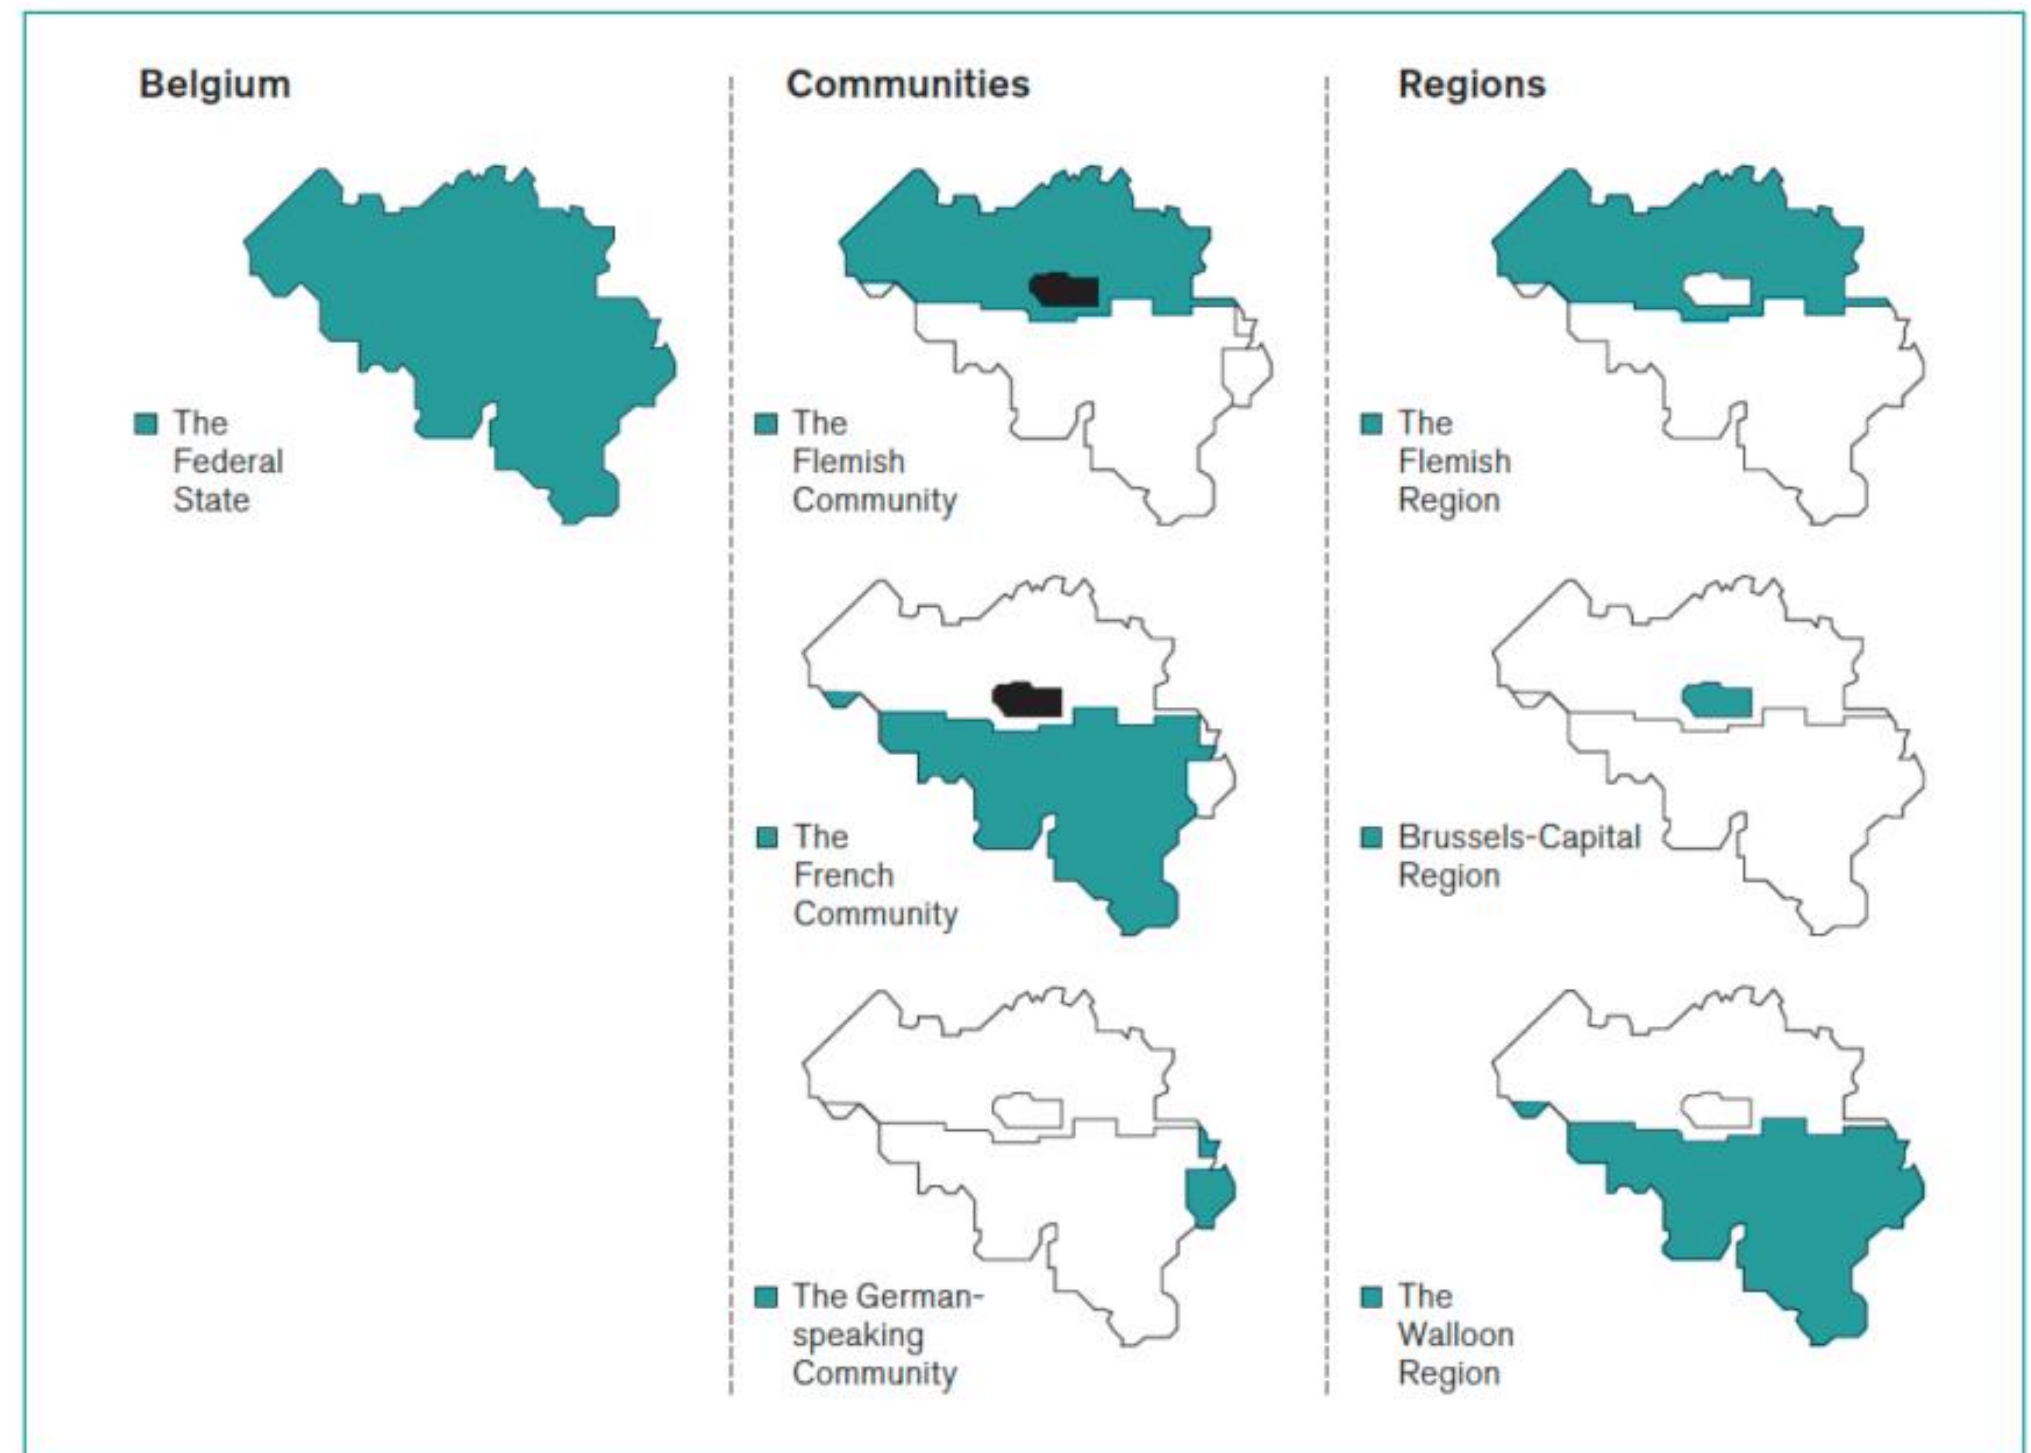 Belgium
The
Federal
State
Communities
The
Flemish
Community
The
French
Community
The German-
speaking
Community
Regions
The
Flemish
Region
Brussels-Capital
Region
The
Walloon
Region